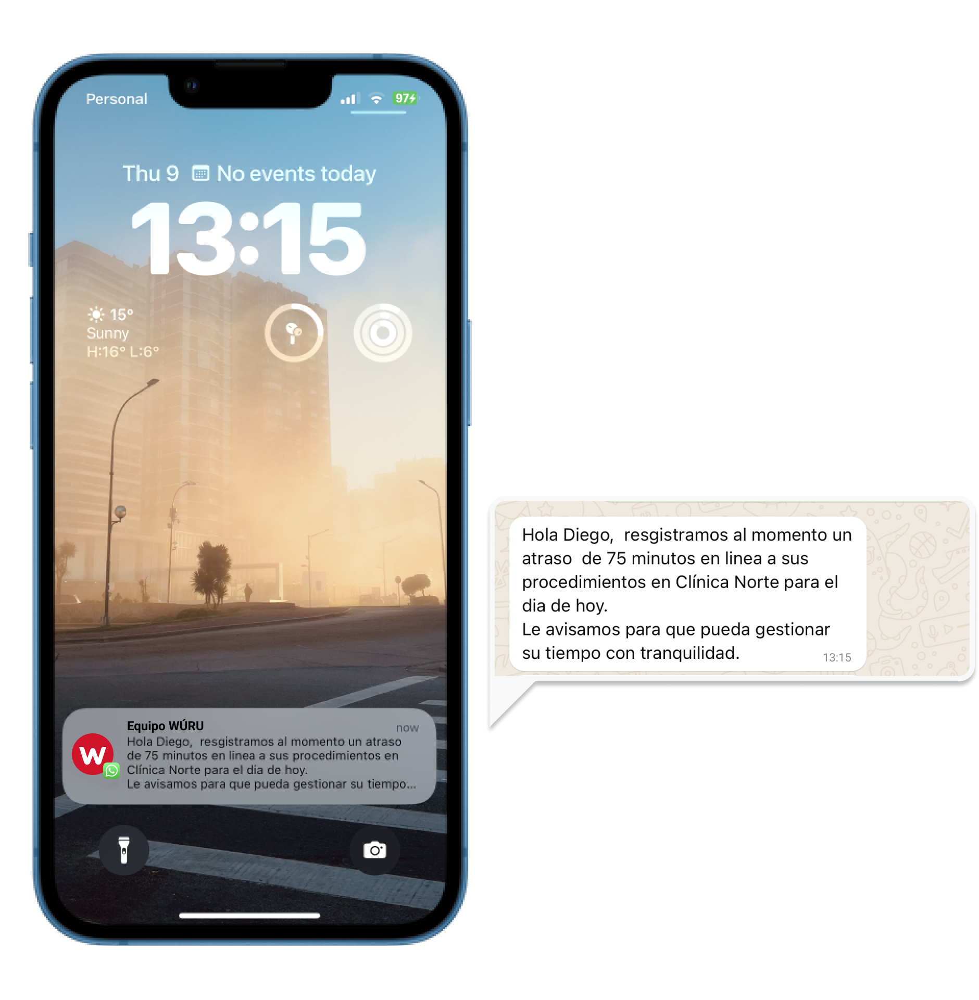 Personal
97
Thu 9 No events today
13:15
15°
Sunny
H:16° L:6°
Hola Diego,  resgistramos al momento un
atraso  de 75 minutos en linea a sus
procedimientos en Clínica Norte para el
dia de hoy.
Le avisamos para que pueda gestionar
su tiempo con tranquilidad.
13:15
Equipo WÚRU
now
Hola Diego,  resgistramos al momento un atraso
de 75 minutos en linea a sus procedimientos en
Clínica Norte para el dia de hoy.
Le avisamos para que pueda gestionar su tiempo...
W